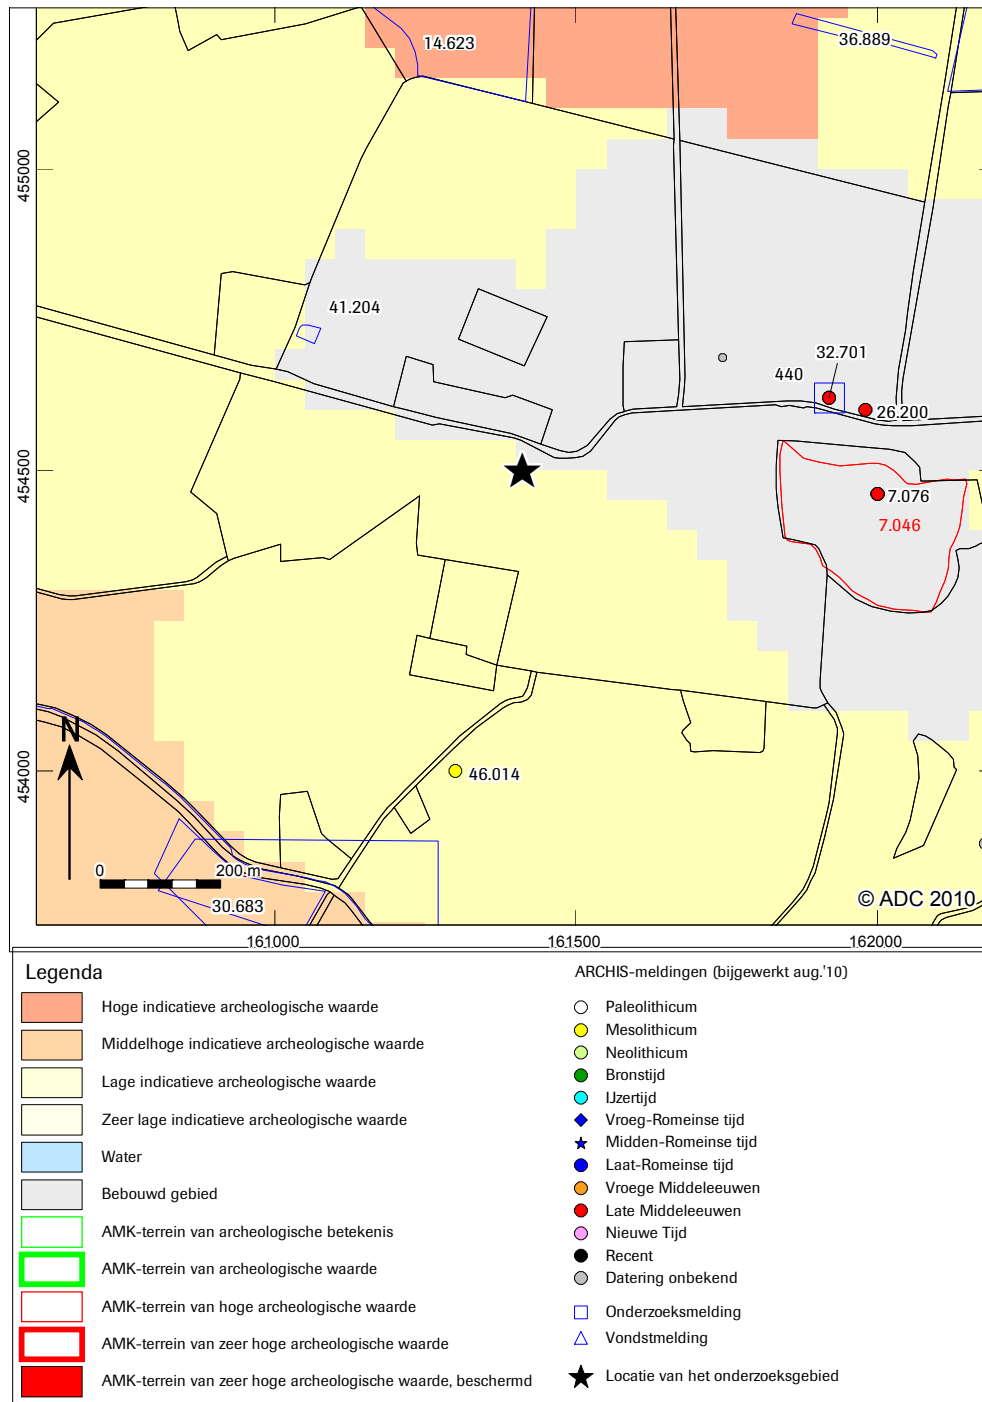 14.623
36.889
455000
41.204
32.701
440
26.200
454500
7.076
7.046
N
454000
46.014
0 200 m
30.683
© ADC 2010
161000 161500 162000
Legenda
Hoge indicatieve archeologische waarde
Middelhoge indicatieve archeologische waarde
Lage indicatieve archeologische waarde
Zeer lage indicatieve archeologische waarde
Water
Bebouwd gebied
AMK-terrein van archeologische betekenis
AMK-terrein van archeologische waarde
AMK-terrein van hoge archeologische waarde
AMK-terrein van zeer hoge archeologische waarde
AMK-terrein van zeer hoge archeologische waarde, beschermd
ARCHIS-meldingen (bijgewerkt aug.'10)
Paleolithicum
Mesolithicum
Neolithicum
Bronstijd
IJzertijd
Vroeg-Romeinse tijd
Midden-Romeinse tijd
Laat-Romeinse tijd
Vroege Middeleeuwen
Late Middeleeuwen
Nieuwe Tijd
Recent
Datering onbekend
Onderzoeksmelding
Vondstmelding
Locatie van het onderzoeksgebied